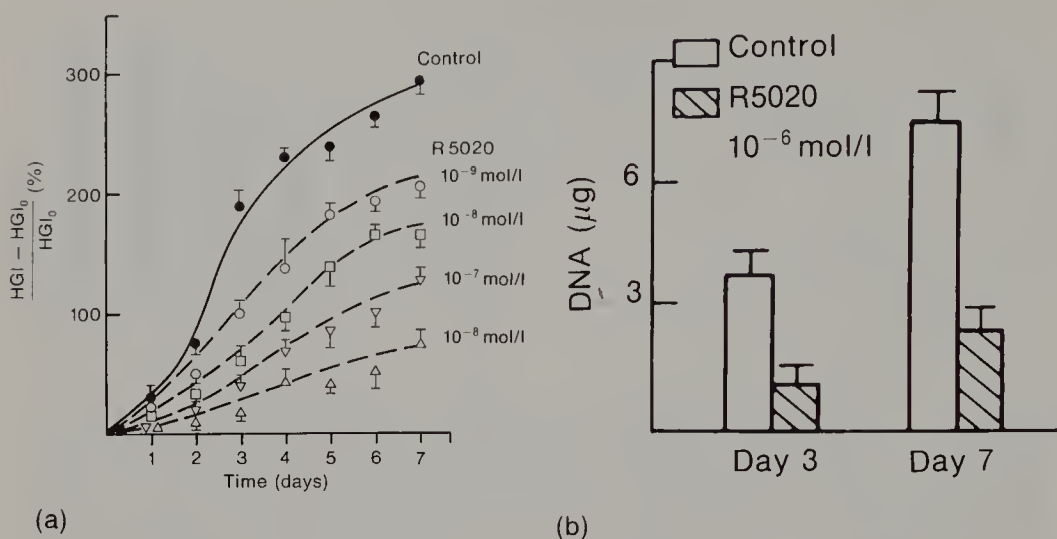 300
200
100
HGI – HGI₀
HGI₀
(%)
Control
R 5020
10⁻⁹ mol/l
10⁻⁸ mol/l
10⁻⁷ mol/l
10⁻⁸ mol/l
1 2 3 4 5 6 7
Time (days)
(a)
Control
R5020
10⁻⁶ mol/l
6
3
DNA (μg)
Day 3 Day 7
(b)